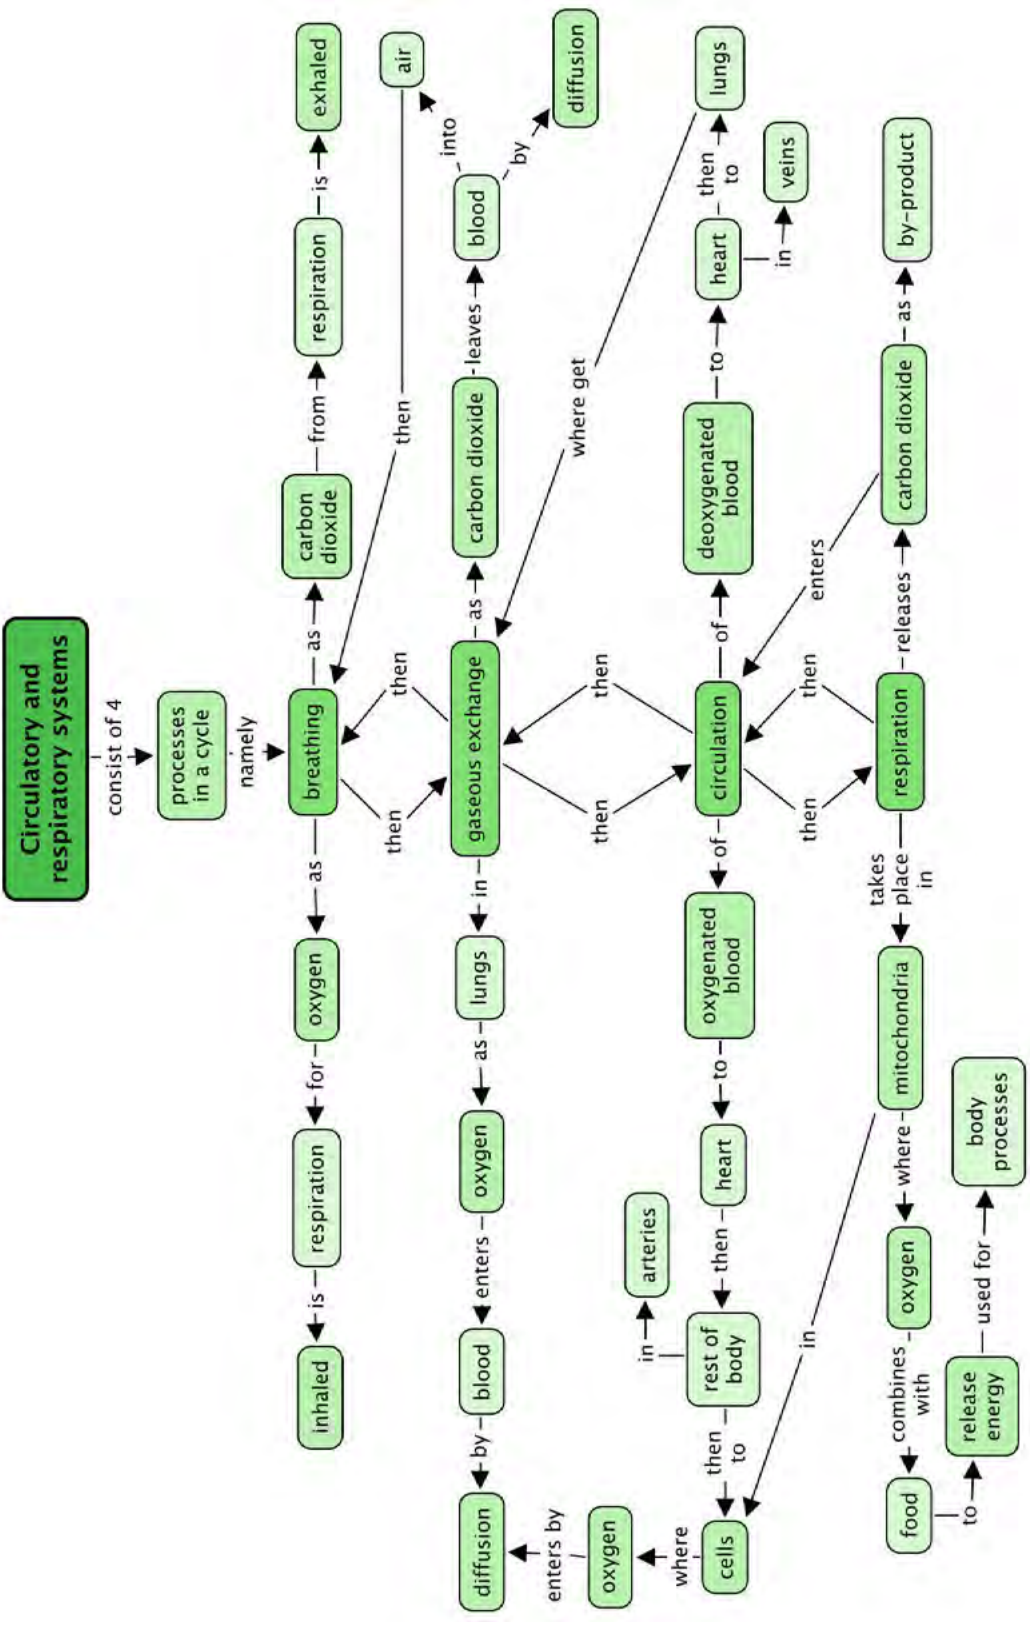 Circulatory and
respiratory systems
consist of 4
processes
in a cycle
namely
inhaled
is
respiration
for
oxygen
as
breathing
as
carbon
dioxide
from
respiration
is
exhaled
then
then
then
air
into
diffusion
by
blood
enters
oxygen
as
lungs
in
gaseous exchange
as
carbon dioxide
leaves
blood
by
diffusion
enters by
oxygen
where
then
then
where get
in
arteries
cells
then
to
rest of
body
then
heart
to
oxygenated
blood
of
circulation
of
deoxygenated
blood
to
heart
then
to
lungs
in
veins
in
then
then
enters
food
combines
with
oxygen
where
mitochondria
takes
place
in
respiration
releases
carbon dioxide
as
by-product
to
release
energy
used for
body
processes